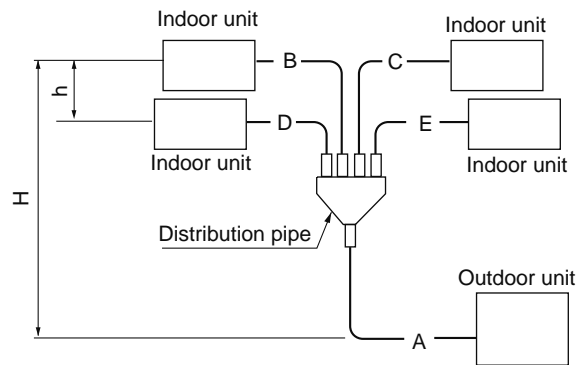 Indoor unit
Indoor unit
B
C
h
D
E
Indoor unit
Indoor unit
H
Distribution pipe
Outdoor unit
A